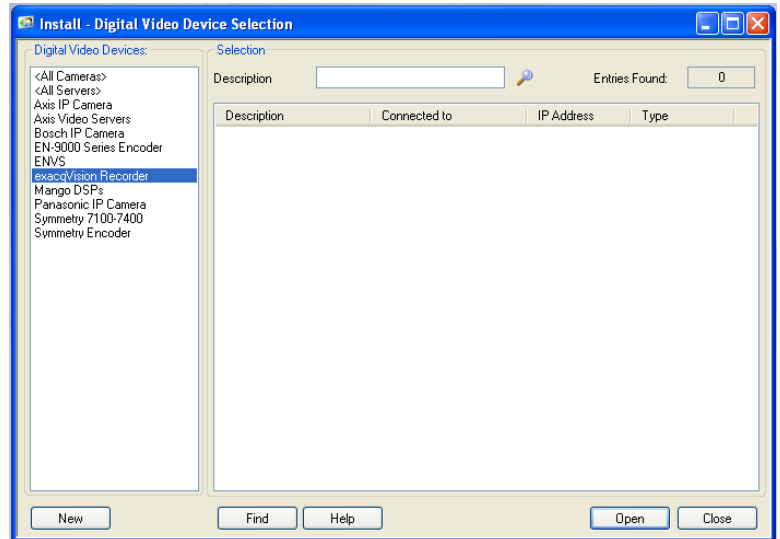 Install - Digital Video Device Selection
Digital Video Devices:
<All Cameras>
<All Servers>
Axis IP Camera
Axis Video Servers
Bosch IP Camera
EN-9000 Series Encoder
ENVS
exacqVision Recorder
Mango DSPs
Panasonic IP Camera
Symmetry 7100-7400
Symmetry Encoder
Selection
Description Entries Found: 0
Description Connected to IP Address Type
New Find Help Open Close